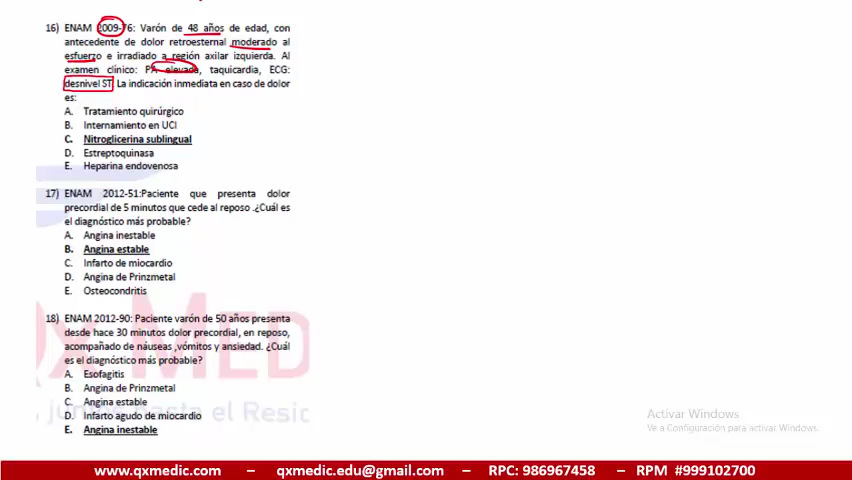 16) ENAM 2009-76: Varón de 48 años de edad, con
antecedente de dolor retroesternal moderado al
esfuerzo e irradiado a región axilar izquierda. Al
examen clínico: PA elevada, taquicardia, ECG:
desnivel ST. La indicación inmediata en caso de dolor
es:
A. Tratamiento quirúrgico
B. Internamiento en UCI
C. Nitroglicerina sublingual
D. Estreptoquinasa
E. Heparina endovenosa
17) ENAM 2012-51:Paciente que presenta dolor
precordial de 5 minutos que cede al reposo .¿Cuál es
el diagnóstico más probable?
A. Angina inestable
B. Angina estable
C. Infarto de miocardio
D. Angina de Prinzmetal
E. Osteocondritis
18) ENAM 2012-90: Paciente varón de 50 años presenta
desde hace 30 minutos dolor precordial, en reposo,
acompañado de náuseas ,vómitos y ansiedad. ¿Cuál
es el diagnóstico más probable?
A. Esofagitis
B. Angina de Prinzmetal
C. Angina estable
D. Infarto agudo de miocardio
E. Angina inestable
Qx MED
juntos hasta el Resid
Activar Windows
Ve a Configuración para activar Windows.
www.qxmedic.com – qxmedic.edu@gmail.com – RPC: 986967458 – RPM #999102700